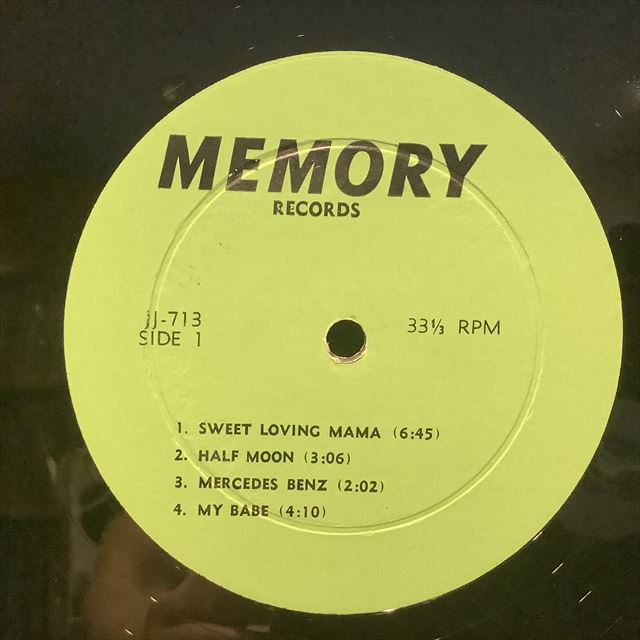 MEMORY
RECORDS
JJ-713
SIDE 1
33⅓ RPM
1. SWEET LOVING MAMA (6:45)
2. HALF MOON (3:06)
3. MERCEDES BENZ (2:02)
4. MY BABE (4:10)